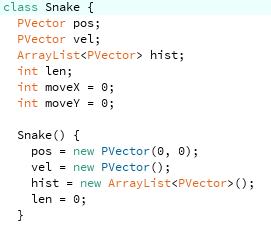 class Snake {
  PVector pos;
  PVector vel;
  ArrayList<PVector> hist;
  int len;
  int moveX = 0;
  int moveY = 0;

  Snake() {
    pos = new PVector(0, 0);
    vel = new PVector();
    hist = new ArrayList<PVector>();
    len = 0;
  }